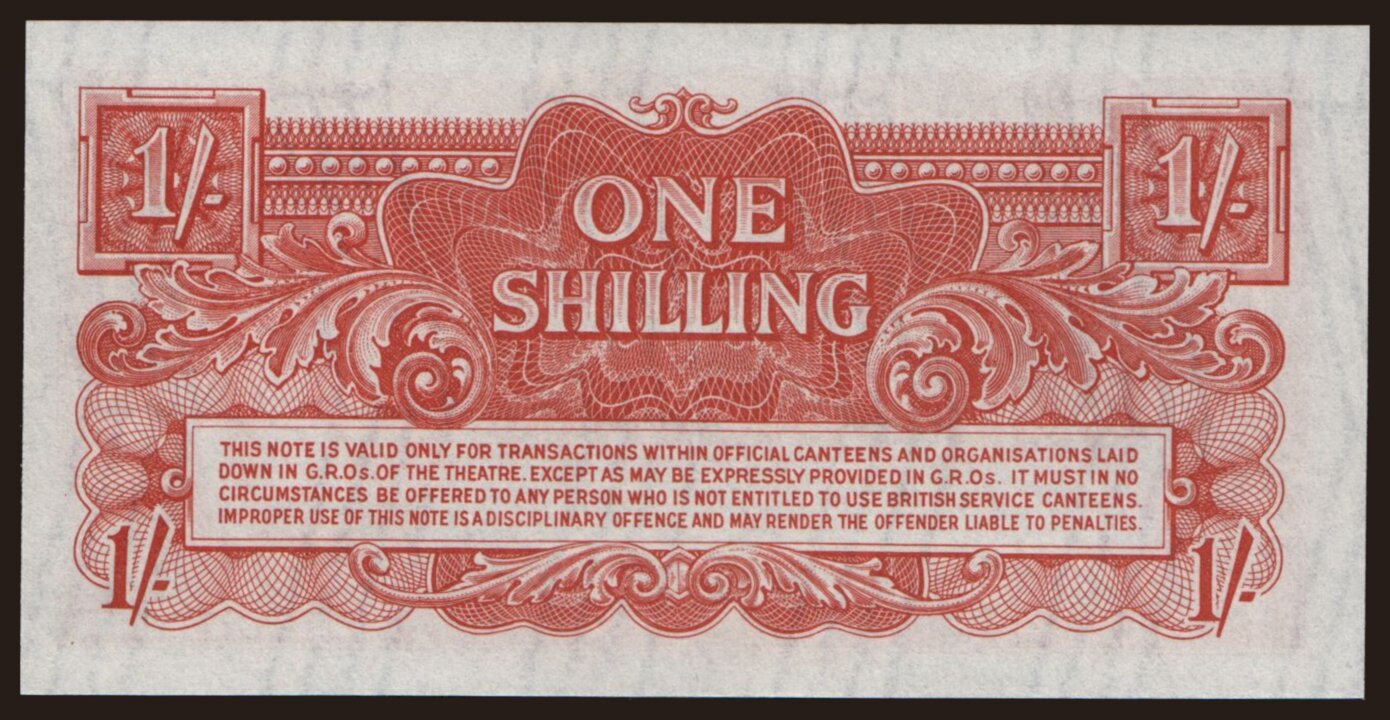 1/- 1/-
ONE
SHILLING
THIS NOTE IS VALID ONLY FOR TRANSACTIONS WITHIN OFFICIAL CANTEENS AND ORGANISATIONS LAID
DOWN IN G.R.Os. OF THE THEATRE. EXCEPT AS MAY BE EXPRESSLY PROVIDED IN G.R.Os. IT MUST IN NO
CIRCUMSTANCES BE OFFERED TO ANY PERSON WHO IS NOT ENTITLED TO USE BRITISH SERVICE CANTEENS.
IMPROPER USE OF THIS NOTE IS A DISCIPLINARY OFFENCE AND MAY RENDER THE OFFENDER LIABLE TO PENALTIES.
1/- 1/-